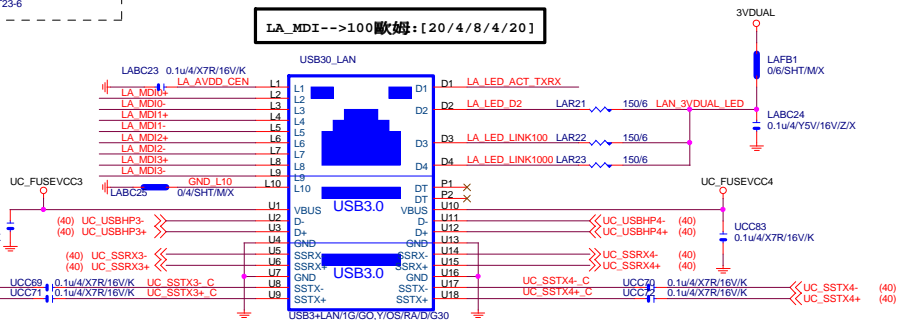 T23-6
LA_MDI-->100歐姆:[20/4/8/4/20]
3VDUAL
LAFB1
0/6/SHT/M/X
USB30_LAN
LABC23 0.1u/4/X7R/16V/K
LA_AVDD_CEN L1 L1 D1 D1 LA_LED_ACT_TXRX
LA_MDI0+ L2 L2
LA_MDI0- L3 L3 D2 D2 LA_LED_D2 LAR21 150/6 LAN_3VDUAL_LED
LA_MDI1+ L4 L4
LABC24
0.1u/4/Y5V/16V/Z/X
LA_MDI1- L5 L5
LA_MDI2+ L6 L6 D3 D3 LA_LED_LINK100 LAR22 150/6
LA_MDI2- L7 L7
LA_MDI3+ L8 L8 D4 D4 LA_LED_LINK1000 LAR23 150/6
LA_MDI3- L9 L9
GND_L10 L10 L10
LABC25 0/4/SHT/M/X
DT P1
DT P2
USB3.0
UC_FUSEVCC3 U1 VBUS VBUS U10 UC_FUSEVCC4
(40) UC_USBHP3- U2 D- D- U11 UC_USBHP4- (40)
(40) UC_USBHP3+ U3 D+ D+ U12 UC_USBHP4+ (40)
UCC83
0.1u/4/X7R/16V/K
U4 GND GND U13
(40) UC_SSRX3- U5 SSRX- SSRX- U14 UC_SSRX4- (40)
(40) UC_SSRX3+ U6 SSRX+ SSRX+ U15 UC_SSRX4+ (40)
U7 GND GND U16
USB3.0
UCC69 0.1u/4/X7R/16V/K UC_SSTX3-_C U8 SSTX- SSTX- U17 UC_SSTX4-_C UCC70 0.1u/4/X7R/16V/K UC_SSTX4- (40)
UCC71 0.1u/4/X7R/16V/K UC_SSTX3+_C U9 SSTX+ SSTX+ U18 UC_SSTX4+_C UCC72 0.1u/4/X7R/16V/K UC_SSTX4+ (40)
USB3+LAN/1G/GO,Y/OS/RA/D/G30